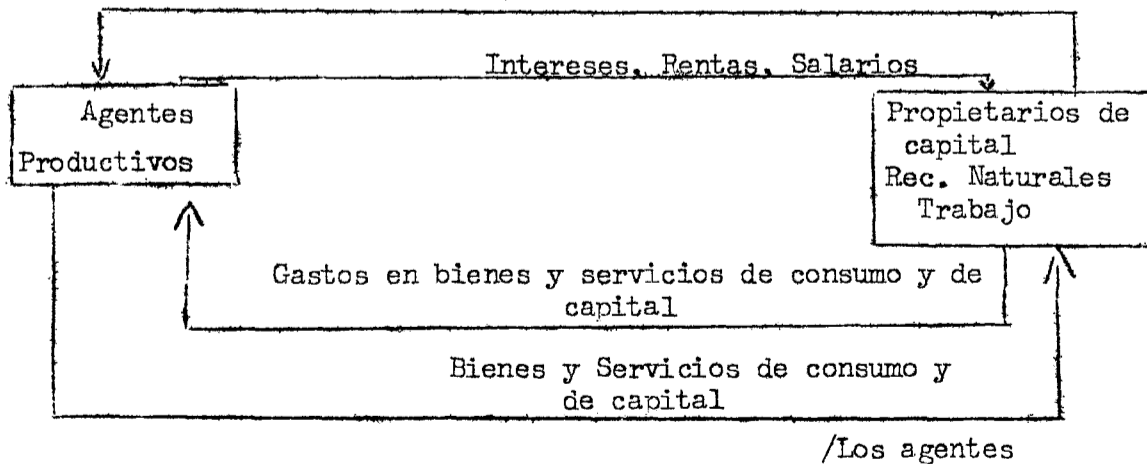 Intereses, Rentas, Salarios
Agentes
Productivos
Propietarios de
capital
Rec. Naturales
Trabajo
Gastos en bienes y servicios de consumo y de
capital
Bienes y Servicios de consumo y
de capital
/Los agentes